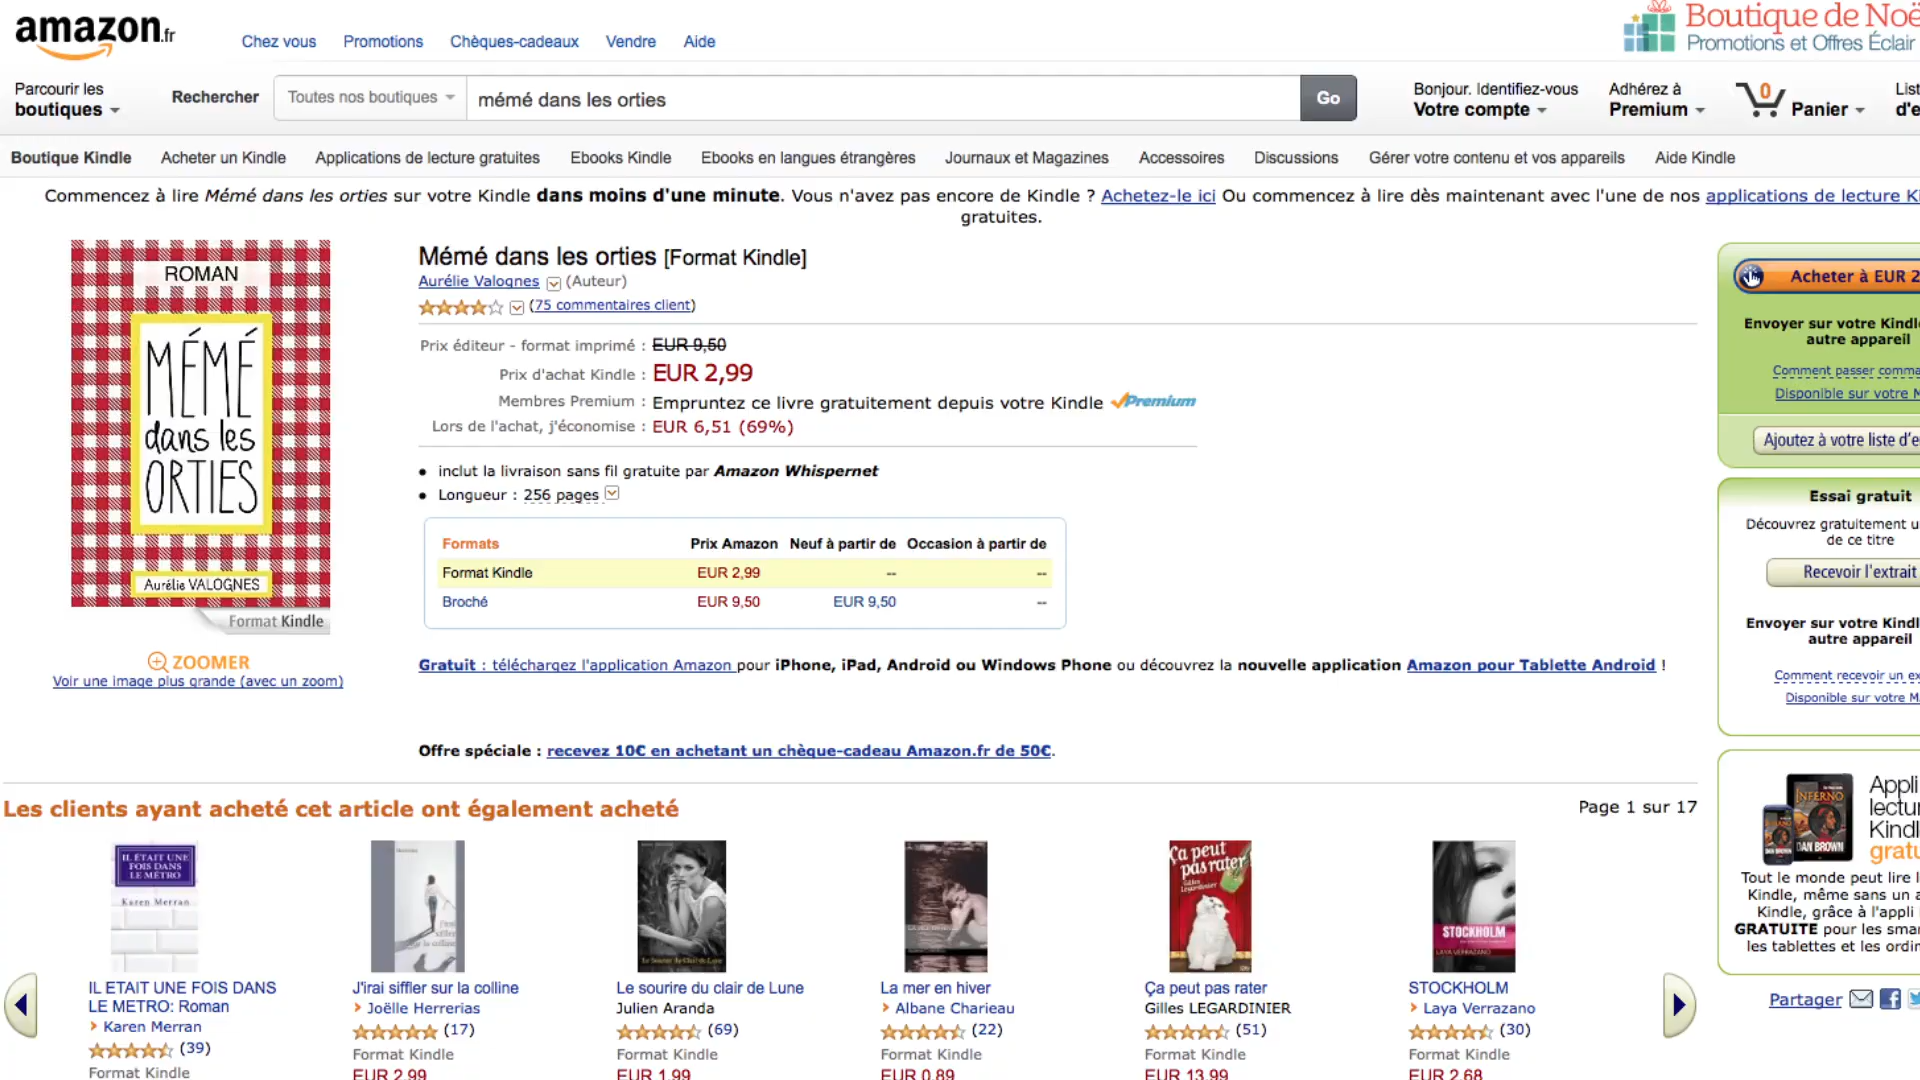 amazon.fr
Chez vous Promotions Chèques-cadeaux Vendre Aide
Boutique de Noë
Promotions et Offres Éclair
Parcourir les
boutiques
Rechercher
Toutes nos boutiques
mémé dans les orties
Go
Bonjour. Identifiez-vous
Votre compte
Adhérez à
Premium
0
Panier
List
d'e
Boutique Kindle Acheter un Kindle Applications de lecture gratuites Ebooks Kindle Ebooks en langues étrangères Journaux et Magazines Accessoires Discussions Gérer votre contenu et vos appareils Aide Kindle
Commencez à lire Mémé dans les orties sur votre Kindle dans moins d'une minute. Vous n'avez pas encore de Kindle ? Achetez-le ici Ou commencez à lire dès maintenant avec l'une de nos applications de lecture Ki
gratuites.
ROMAN
MÉMÉ
dans les
ORTIES
Aurélie VALOGNES
Format Kindle
ZOOMER
Voir une image plus grande (avec un zoom)
Mémé dans les orties [Format Kindle]
Aurélie Valognes (Auteur)
(75 commentaires client)
Prix éditeur - format imprimé : EUR 9,50
Prix d'achat Kindle : EUR 2,99
Membres Premium : Empruntez ce livre gratuitement depuis votre Kindle Premium
Lors de l'achat, j'économise : EUR 6,51 (69%)
• inclut la livraison sans fil gratuite par Amazon Whispernet
• Longueur : 256 pages
Formats Prix Amazon Neuf à partir de Occasion à partir de
Format Kindle EUR 2,99 -- --
Broché EUR 9,50 EUR 9,50 --
Gratuit : téléchargez l'application Amazon pour iPhone, iPad, Android ou Windows Phone ou découvrez la nouvelle application Amazon pour Tablette Android !
Offre spéciale : recevez 10€ en achetant un chèque-cadeau Amazon.fr de 50€.
Acheter à EUR 2
Envoyer sur votre Kindle
autre appareil
Comment passer comma
Disponible sur votre M
Ajoutez à votre liste d'e
Essai gratuit
Découvrez gratuitement u
de ce titre
Recevoir l'extrait
Envoyer sur votre Kindl
autre appareil
Comment recevoir un ex
Disponible sur votre Ma
INFERNO
DAN BROWN
DAN BROWN
Appli
lectur
Kindl
gratu
Tout le monde peut lire l
Kindle, même sans un a
Kindle, grâce à l'appli
GRATUITE pour les smar
les tablettes et les ordin
Partager
Les clients ayant acheté cet article ont également acheté
Page 1 sur 17
IL ÉTAIT UNE
FOIS DANS
LE MÉTRO
Karen Merran
Ça peut
pas rater
Gilles
Legardinier
STOCKHOLM
LAYA VERRAZANO
IL ETAIT UNE FOIS DANS
LE METRO: Roman
Karen Merran
(39)
Format Kindle
J'irai siffler sur la colline
Joëlle Herrerias
(17)
Format Kindle
EUR 2,99
Le sourire du clair de Lune
Julien Aranda
(69)
Format Kindle
EUR 1,99
La mer en hiver
Albane Charieau
(22)
Format Kindle
EUR 0,89
Ça peut pas rater
Gilles LEGARDINIER
(51)
Format Kindle
EUR 13,99
STOCKHOLM
Laya Verrazano
(30)
Format Kindle
EUR 2,68